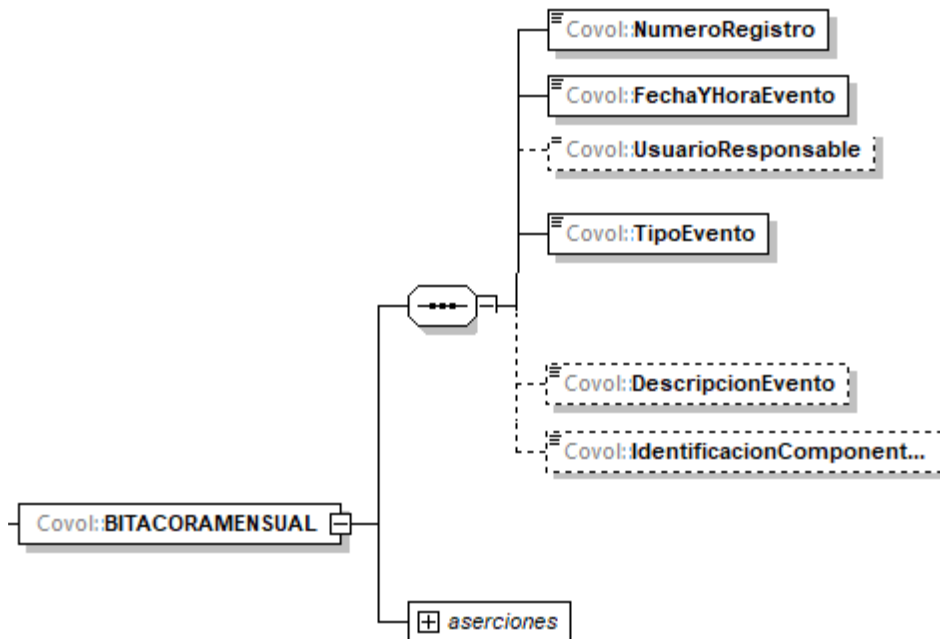 Covol::NumeroRegistro
Covol::FechaYHoraEvento
Covol::UsuarioResponsable
Covol::TipoEvento
Covol::DescripcionEvento
Covol::IdentificacionComponent...
Covol::BITACORAMENSUAL
aserciones